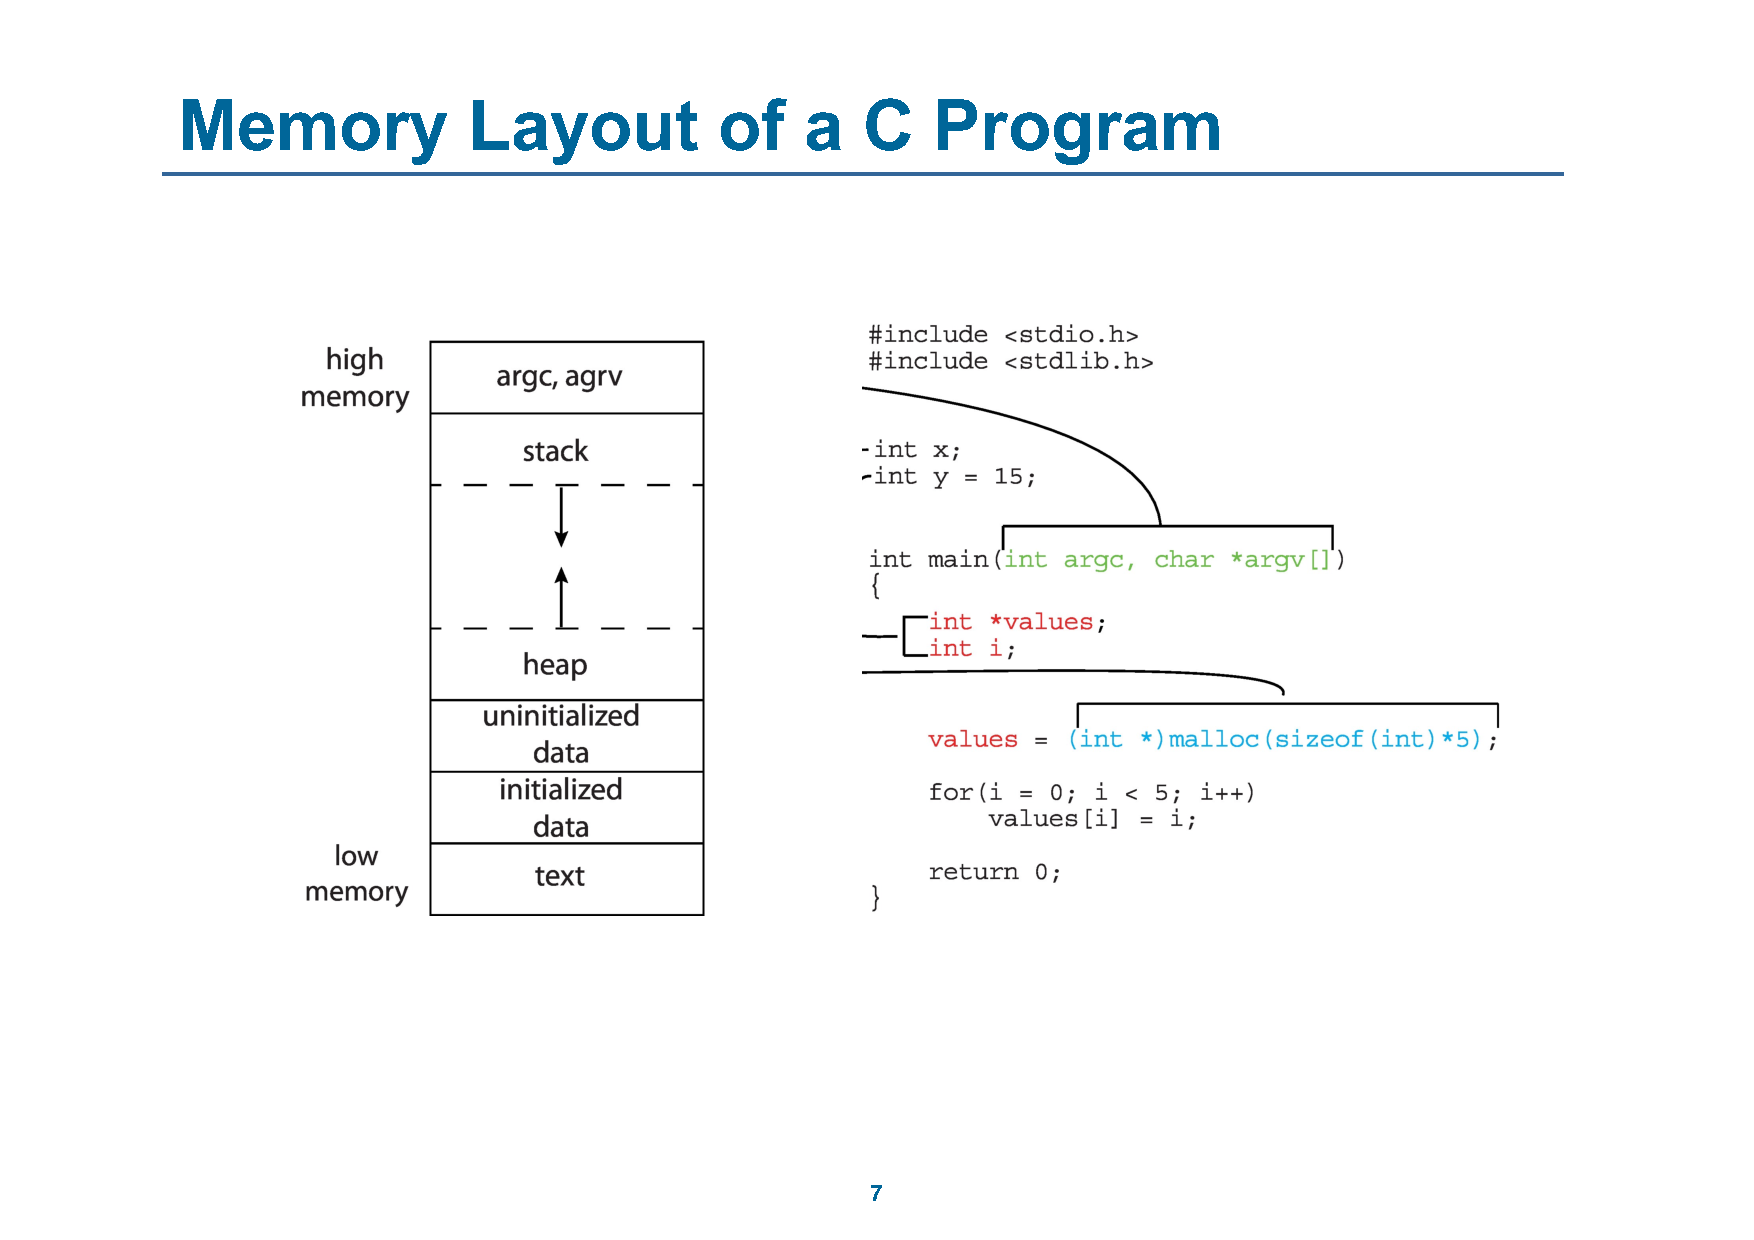 Memory Layout of a C Program
high
memory
argc, agrv
stack
heap
uninitialized
data
initialized
data
low
memory
text
#include <stdio.h>
#include <stdlib.h>
int x;
int y = 15;
int main(int argc, char *argv[])
{
int *values;
int i;
values = (int *)malloc(sizeof(int)*5);
for(i = 0; i < 5; i++)
values[i] = i;
return 0;
}
7